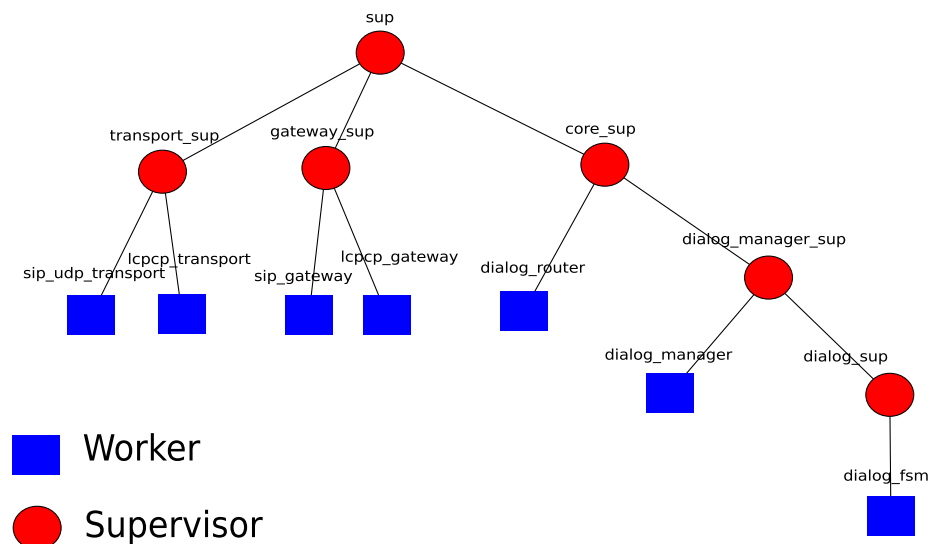 sup
transport_sup
gateway_sup
core_sup
dialog_manager_sup
sip_udp_transport
lcpcp_transport
sip_gateway
lcpcp_gateway
dialog_router
dialog_manager
dialog_sup
dialog_fsm
Worker
Supervisor